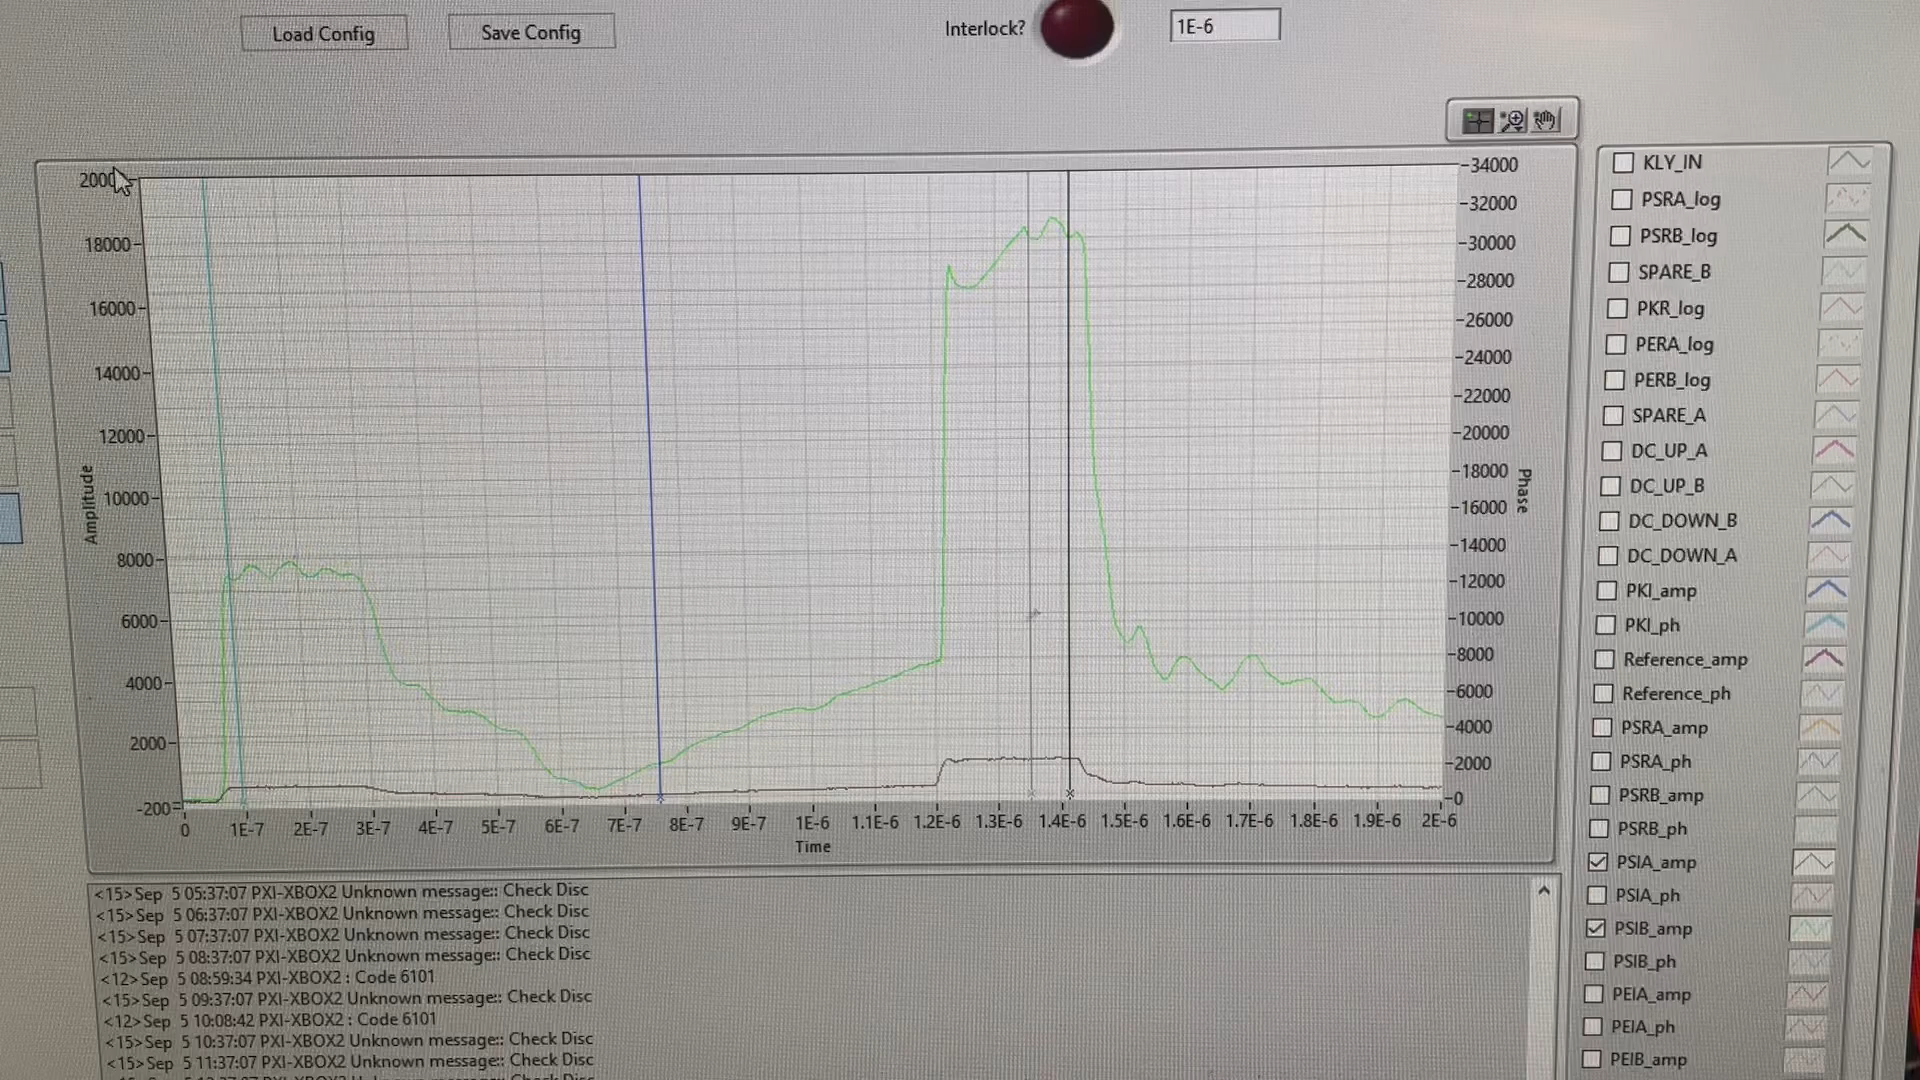 Load Config
Save Config
Interlock?
1E-6
Amplitude
18000
16000
14000
12000
10000
8000
6000
4000
2000
-200
34000
32000
30000
28000
26000
24000
22000
20000
18000
16000
14000
12000
10000
8000
6000
4000
2000
0
Phase
0 1E-7 2E-7 3E-7 4E-7 5E-7 6E-7 7E-7 8E-7 9E-7 1E-6 1.1E-6 1.2E-6 1.3E-6 1.4E-6 1.5E-6 1.6E-6 1.7E-6 1.8E-6 1.9E-6 2E-6
Time
KLY_IN
PSRA_log
PSRB_log
SPARE_B
PKR_log
PERA_log
PERB_log
SPARE_A
DC_UP_A
DC_UP_B
DC_DOWN_B
DC_DOWN_A
PKI_amp
PKI_ph
Reference_amp
Reference_ph
PSRA_amp
PSRA_ph
PSRB_amp
PSRB_ph
PSIA_amp
PSIA_ph
PSIB_amp
PSIB_ph
PEIA_amp
PEIA_ph
PEIB_amp
<15>Sep 5 05:37:07 PXI-XBOX2 Unknown message:: Check Disc
<15>Sep 5 06:37:07 PXI-XBOX2 Unknown message:: Check Disc
<15>Sep 5 07:37:07 PXI-XBOX2 Unknown message:: Check Disc
<15>Sep 5 08:37:07 PXI-XBOX2 Unknown message:: Check Disc
<12>Sep 5 08:59:34 PXI-XBOX2 : Code 6101
<15>Sep 5 09:37:07 PXI-XBOX2 Unknown message:: Check Disc
<12>Sep 5 10:08:42 PXI-XBOX2 : Code 6101
<15>Sep 5 10:37:07 PXI-XBOX2 Unknown message:: Check Disc
<15>Sep 5 11:37:07 PXI-XBOX2 Unknown message:: Check Disc